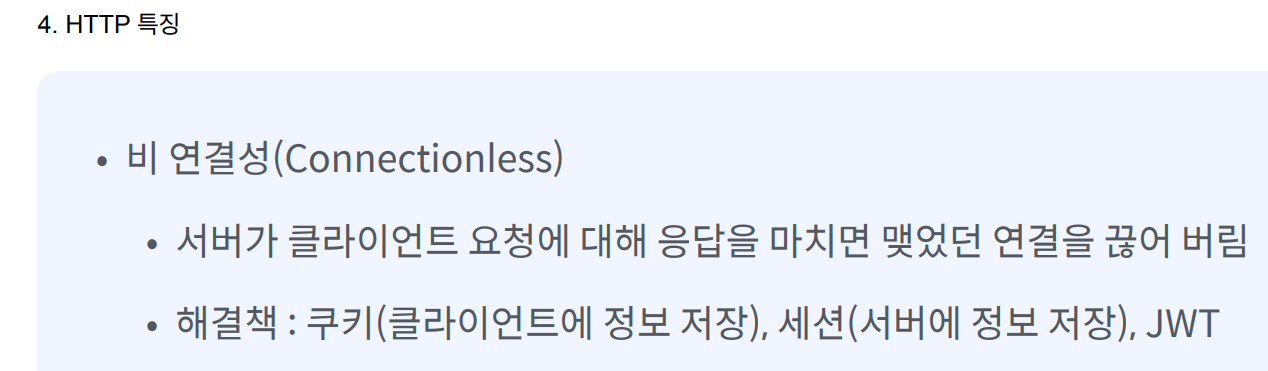 4. HTTP 특징
• 비 연결성(Connectionless)
• 서버가 클라이언트 요청에 대해 응답을 마치면 맺었던 연결을 끊어 버림
• 해결책 : 쿠키(클라이언트에 정보 저장), 세션(서버에 정보 저장), JWT